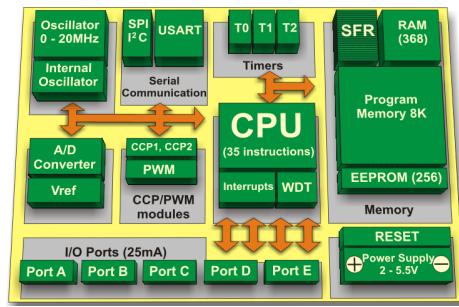 Oscillator
0 - 20MHz
Internal
Oscillator
SPI
I²C
USART
Serial
Communication
T0
T1
T2
Timers
SFR
RAM
(368)
Program
Memory 8K
EEPROM (256)
Memory
A/D
Converter
Vref
CCP1, CCP2
PWM
CCP/PWM
modules
CPU
(35 instructions)
Interrupts
WDT
I/O Ports (25mA)
Port A
Port B
Port C
Port D
Port E
RESET
+
Power Supply
2 - 5.5V
−